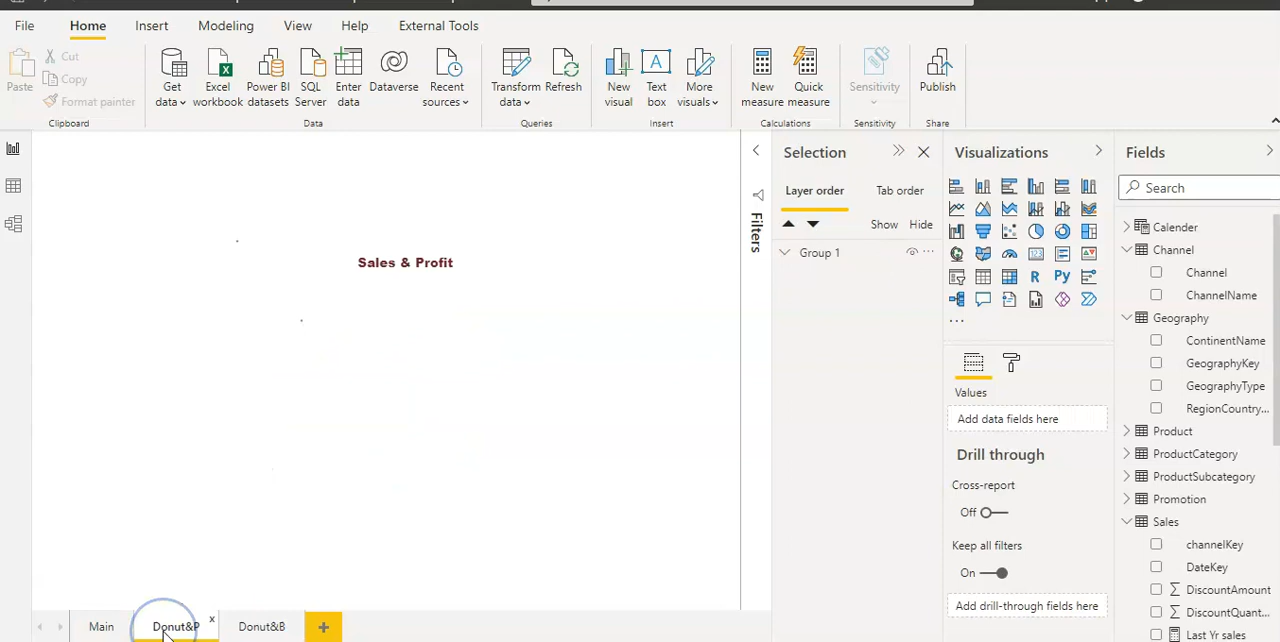 File Home Insert Modeling View Help External Tools
Paste Cut Copy Format painter
Get data Excel workbook Power BI datasets SQL Server Enter data Dataverse Recent sources
Transform data Refresh New visual Text box More visuals New measure Quick measure Sensitivity Publish
Clipboard Data Queries Insert Calculations Sensitivity Share
Sales & Profit
Filters
Selection
Layer order Tab order
Show Hide
Group 1
Visualizations
R Py
Values
Add data fields here
Drill through
Cross-report
Off
Keep all filters
On
Add drill-through fields here
Fields
Search
Calender
Channel
Channel
ChannelName
Geography
ContinentName
GeographyKey
GeographyType
RegionCountry...
Product
ProductCategory
ProductSubcategory
Promotion
Sales
channelKey
DateKey
DiscountAmount
DiscountQuant...
Last Yr sales
Main Donut&P x Donut&B +